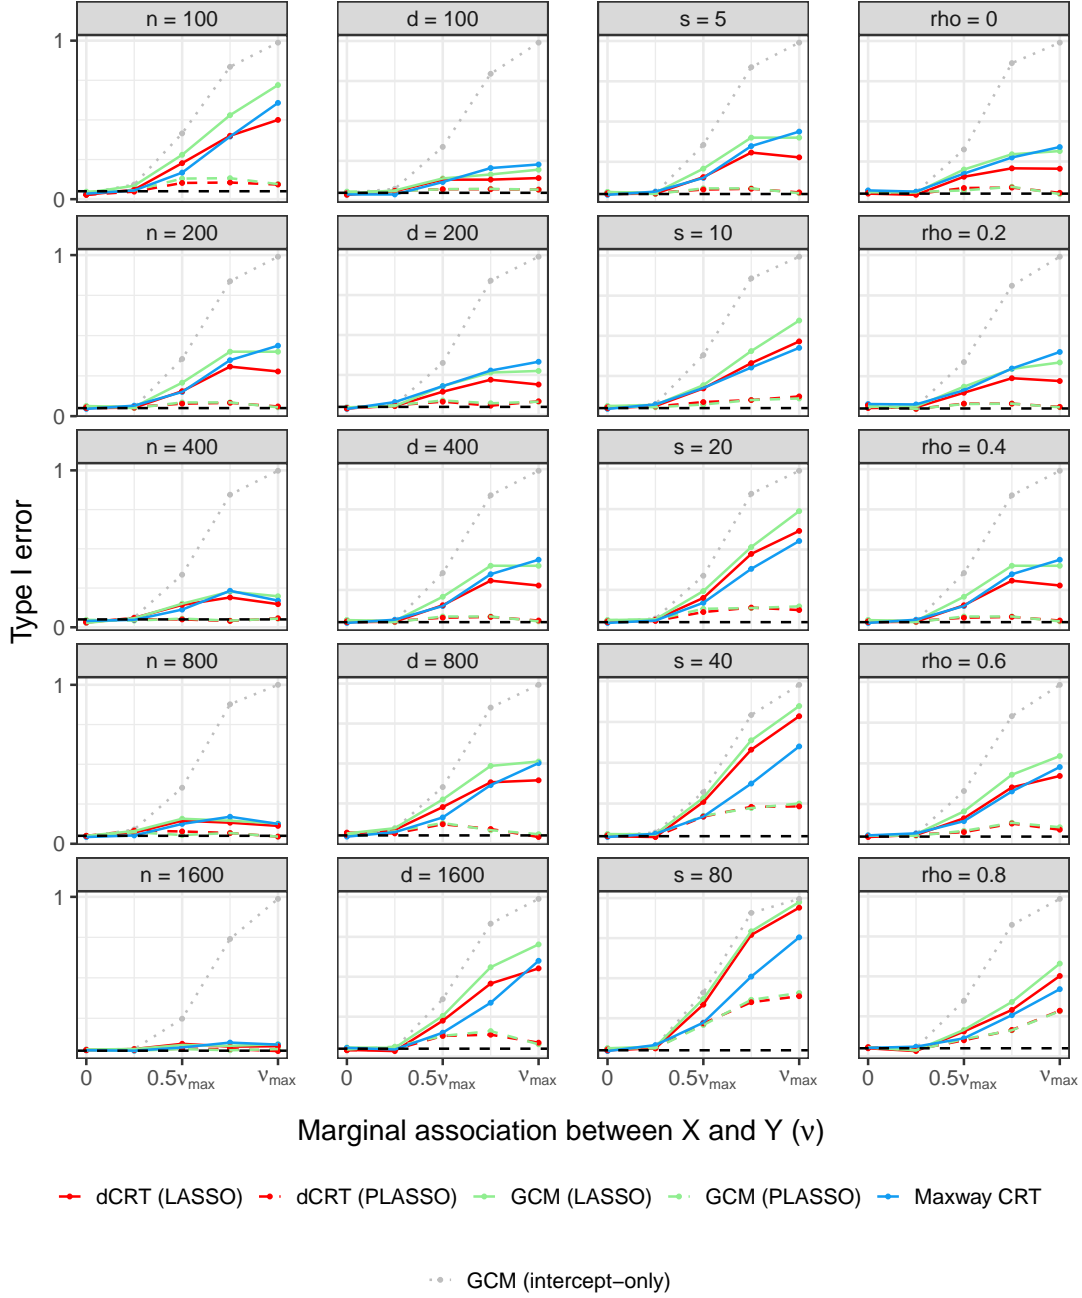 n = 100 d = 100 s = 5 rho = 0
1
0
n = 200 d = 200 s = 10 rho = 0.2
1
0
n = 400 d = 400 s = 20 rho = 0.4
1
0
n = 800 d = 800 s = 40 rho = 0.6
1
0
n = 1600 d = 1600 s = 80 rho = 0.8
1
0 0.5νmax νmax 0 0.5νmax νmax 0 0.5νmax νmax 0 0.5νmax νmax
Type I error
Marginal association between X and Y (ν)
dCRT (LASSO) dCRT (PLASSO) GCM (LASSO) GCM (PLASSO) Maxway CRT
GCM (intercept−only)